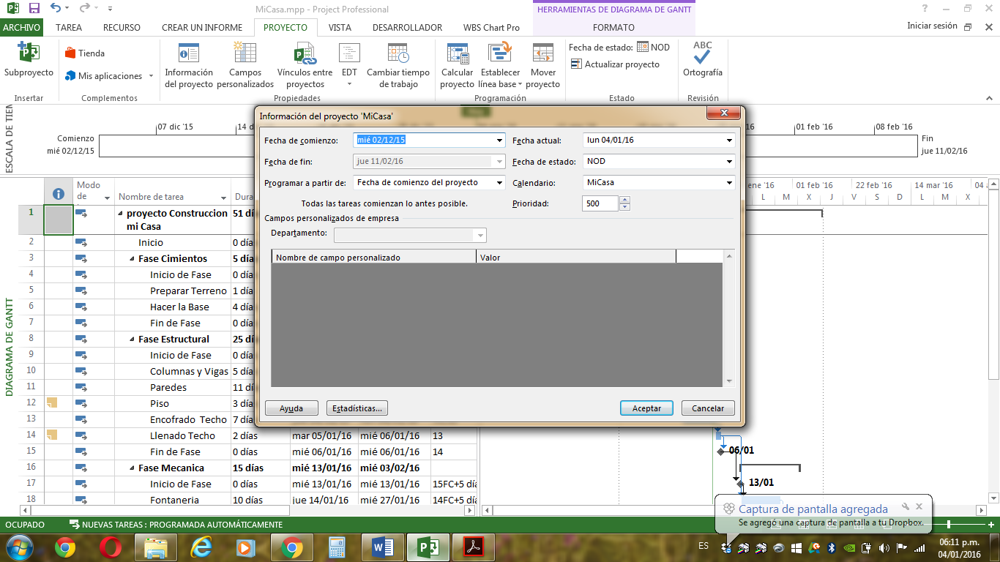 MiCasa.mpp - Project Professional
HERRAMIENTAS DE DIAGRAMA DE GANTT
ARCHIVO TAREA RECURSO CREAR UN INFORME PROYECTO VISTA DESARROLLADOR WBS Chart Pro FORMATO Iniciar sesión
Subproyecto
Insertar
Tienda
Mis aplicaciones
Complementos
Información del proyecto
Campos personalizados
Vínculos entre proyectos
EDT
Cambiar tiempo de trabajo
Propiedades
Calcular proyecto
Establecer línea base
Mover proyecto
Programación
Fecha de estado: NOD
Actualizar proyecto
Estado
ABC
Ortografía
Revisión
ESCALA DE TIEM
Comienzo
mié 02/12/15
07 dic '15
14 d
01 feb '16
08 feb '16
Fin
jue 11/02/16
Información del proyecto 'MiCasa'
Fecha de comienzo: mié 02/12/15
Fecha actual: lun 04/01/16
Fecha de fin: jue 11/02/16
Fecha de estado: NOD
Programar a partir de: Fecha de comienzo del proyecto
Calendario: MiCasa
Todas las tareas comienzan lo antes posible.
Prioridad: 500
Campos personalizados de empresa
Departamento:
Nombre de campo personalizado Valor
Ayuda Estadísticas... Aceptar Cancelar
DIAGRAMA DE GANTT
Modo de
Nombre de tarea
Dura
ene '16 01 feb '16 22 feb '16 14 mar '16 04
L M X J V S D L M X
1 proyecto Construccion mi Casa 51 dí
2 Inicio 0 días
3 Fase Cimientos 5 días
4 Inicio de Fase 0 días
5 Preparar Terreno 1 día
6 Hacer la Base 4 días
7 Fin de Fase 0 días
8 Fase Estructural 25 dí
9 Inicio de Fase 0 días
10 Columnas y Vigas 5 días
11 Paredes 11 d
12 Piso 3 días
13 Encofrado Techo 7 días
14 Llenado Techo 2 días mar 05/01/16 mié 06/01/16 13
15 Fin de Fase 0 días mié 06/01/16 mié 06/01/16 14
16 Fase Mecanica 15 días mié 13/01/16 mié 03/02/16
17 Inicio de Fase 0 días mié 13/01/16 mié 13/01/16 15FC+5 día
18 Fontaneria 10 días jue 14/01/16 mié 27/01/16 14FC+5 día
06/01
13/01
Captura de pantalla agregada
Se agregó una captura de pantalla a tu Dropbox.
OCUPADO NUEVAS TAREAS : PROGRAMADA AUTOMÁTICAMENTE
ES
06:11 p.m.
04/01/2016